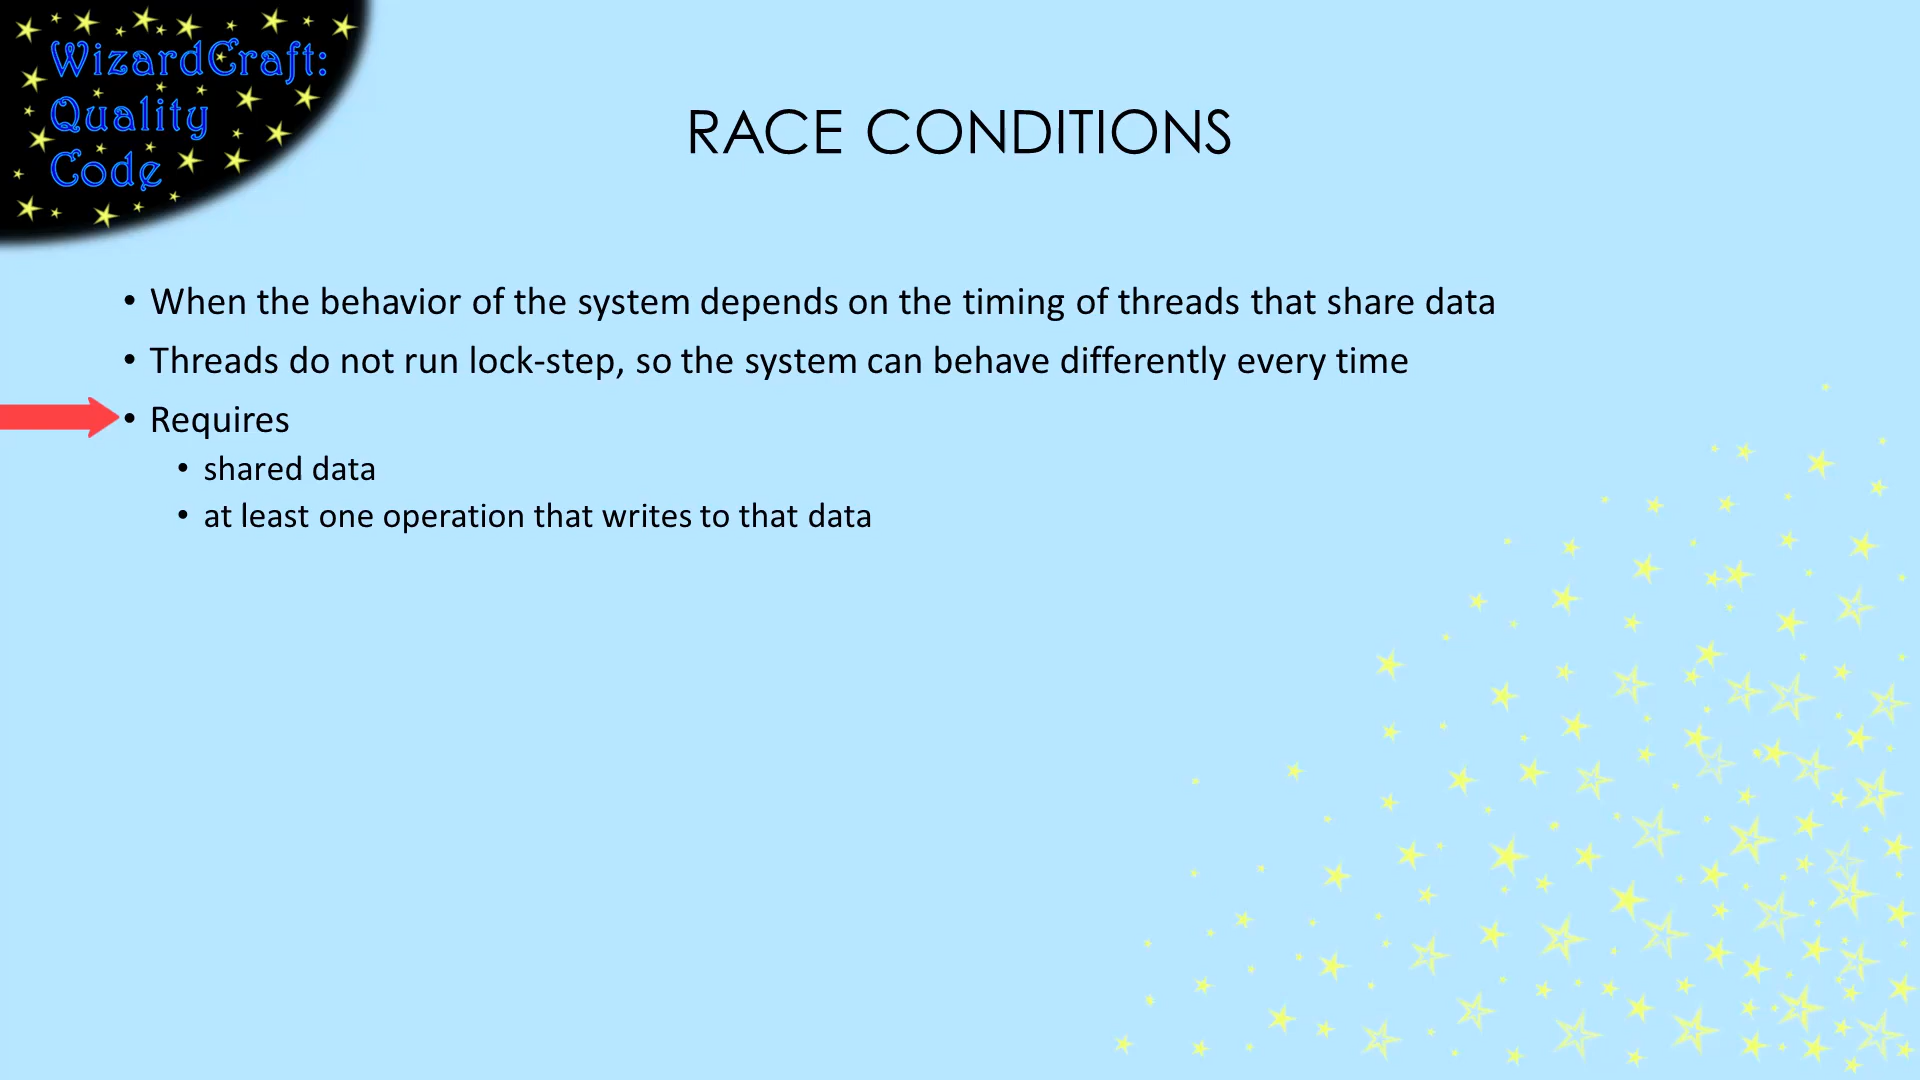 WizardCraft:
Quality
Code
RACE CONDITIONS
• When the behavior of the system depends on the timing of threads that share data
• Threads do not run lock-step, so the system can behave differently every time
• Requires
• shared data
• at least one operation that writes to that data